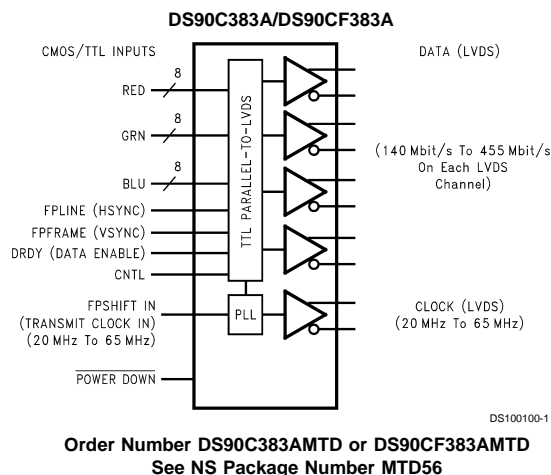 DS90C383A/DS90CF383A
CMOS/TTL INPUTS
DATA (LVDS)
8
RED
8
GRN
8
BLU
FPLINE (HSYNC)
FPFRAME (VSYNC)
DRDY (DATA ENABLE)
CNTL
TTL PARALLEL-TO-LVDS
(140 Mbit/s To 455 Mbit/s
On Each LVDS
Channel)
FPSHIFT IN
(TRANSMIT CLOCK IN)
(20 MHz To 65 MHz)
PLL
CLOCK (LVDS)
(20 MHz To 65 MHz)
POWER DOWN
DS100100-1
Order Number DS90C383AMTD or DS90CF383AMTD
See NS Package Number MTD56